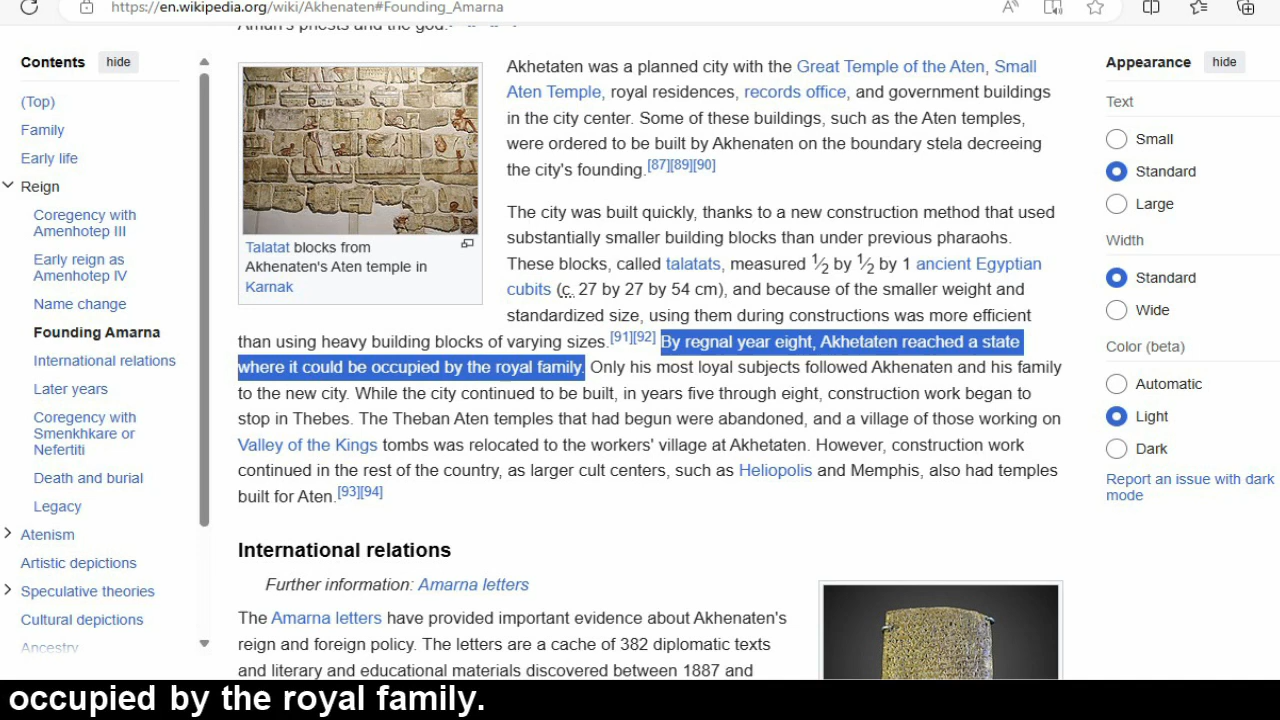 https://en.wikipedia.org/wiki/Akhenaten#Founding_Amarna
Amun's priests and the god.
Contents
hide
(Top)
Family
Early life
Reign
Coregency with
Amenhotep III
Early reign as
Amenhotep IV
Name change
Founding Amarna
International relations
Later years
Coregency with
Smenkhkare or
Nefertiti
Death and burial
Legacy
Atenism
Artistic depictions
Speculative theories
Cultural depictions
Ancestry
Talatat blocks from
Akhenaten's Aten temple in
Karnak
Akhetaten was a planned city with the Great Temple of the Aten, Small
Aten Temple, royal residences, records office, and government buildings
in the city center. Some of these buildings, such as the Aten temples,
were ordered to be built by Akhenaten on the boundary stela decreeing
the city's founding.[87][89][90]
The city was built quickly, thanks to a new construction method that used
substantially smaller building blocks than under previous pharaohs.
These blocks, called talatats, measured 1⁄2 by 1⁄2 by 1 ancient Egyptian
cubits (c. 27 by 27 by 54 cm), and because of the smaller weight and
standardized size, using them during constructions was more efficient
than using heavy building blocks of varying sizes.[91][92] By regnal year eight, Akhetaten reached a state
where it could be occupied by the royal family. Only his most loyal subjects followed Akhenaten and his family
to the new city. While the city continued to be built, in years five through eight, construction work began to
stop in Thebes. The Theban Aten temples that had begun were abandoned, and a village of those working on
Valley of the Kings tombs was relocated to the workers' village at Akhetaten. However, construction work
continued in the rest of the country, as larger cult centers, such as Heliopolis and Memphis, also had temples
built for Aten.[93][94]
International relations
Further information: Amarna letters
The Amarna letters have provided important evidence about Akhenaten's
reign and foreign policy. The letters are a cache of 382 diplomatic texts
and literary and educational materials discovered between 1887 and
Appearance
hide
Text
Small
Standard
Large
Width
Standard
Wide
Color (beta)
Automatic
Light
Dark
Report an issue with dark
mode
occupied by the royal family.